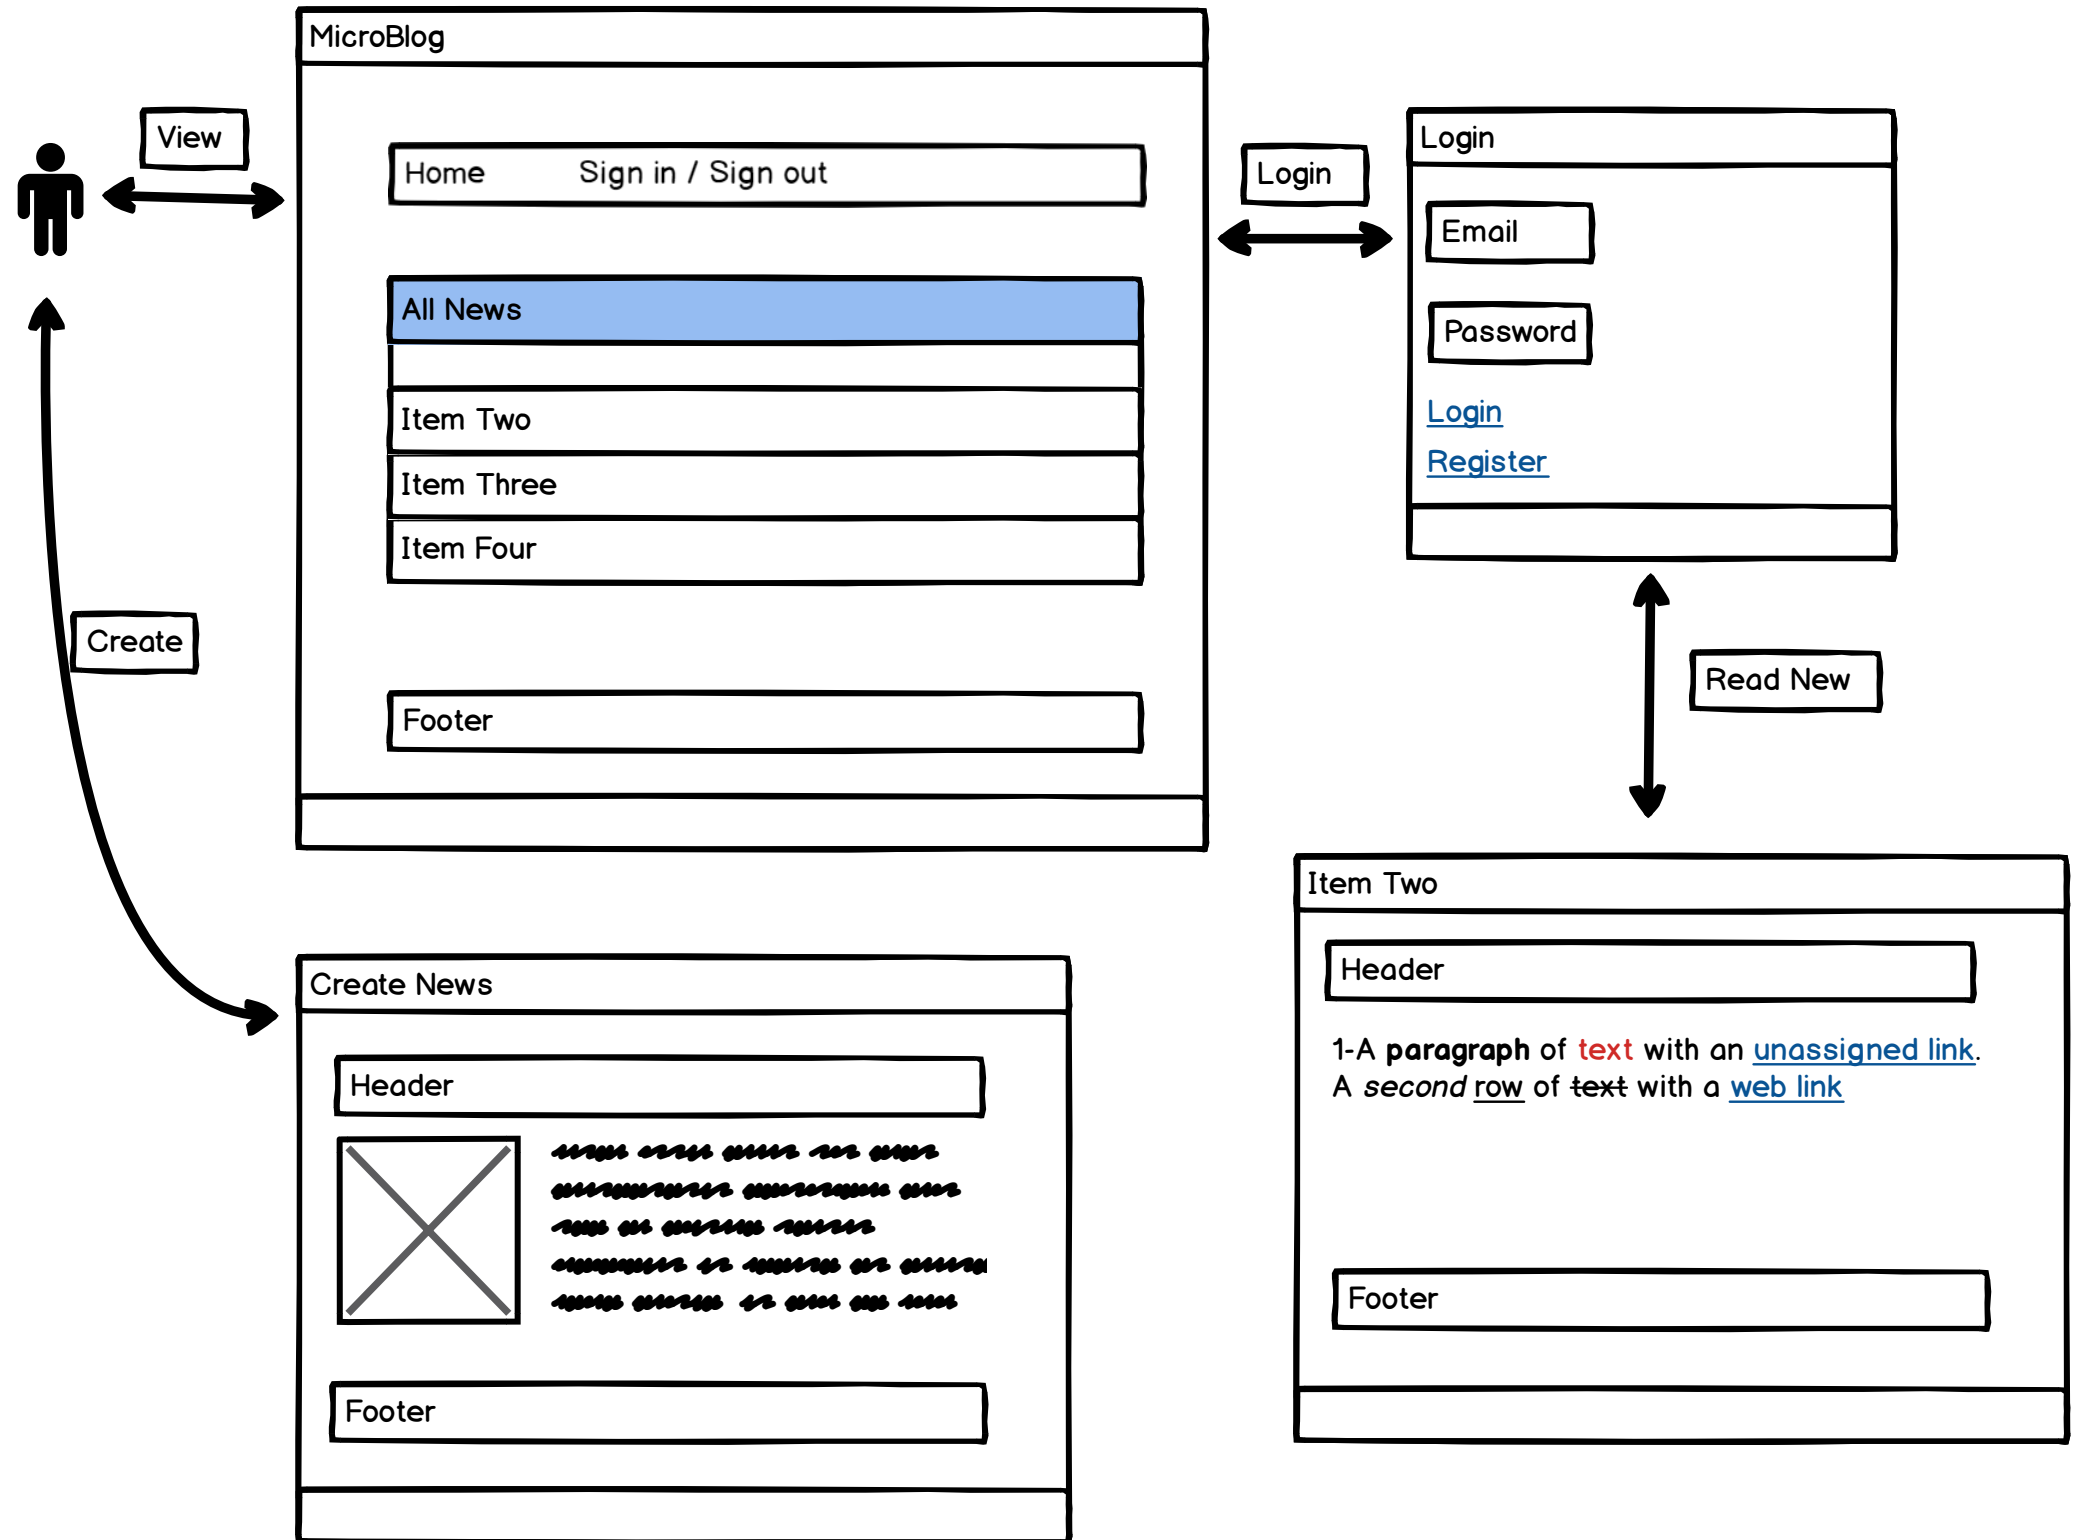 MicroBlog
View
Home Sign in / Sign out
All News
Item Two
Item Three
Item Four
Footer
Login
Login
Email
Password
Login
Register
Create
Read New
Item Two
Header
1-A paragraph of text with an unassigned link.
A second row of text with a web link
Footer
Create News
Header
Footer